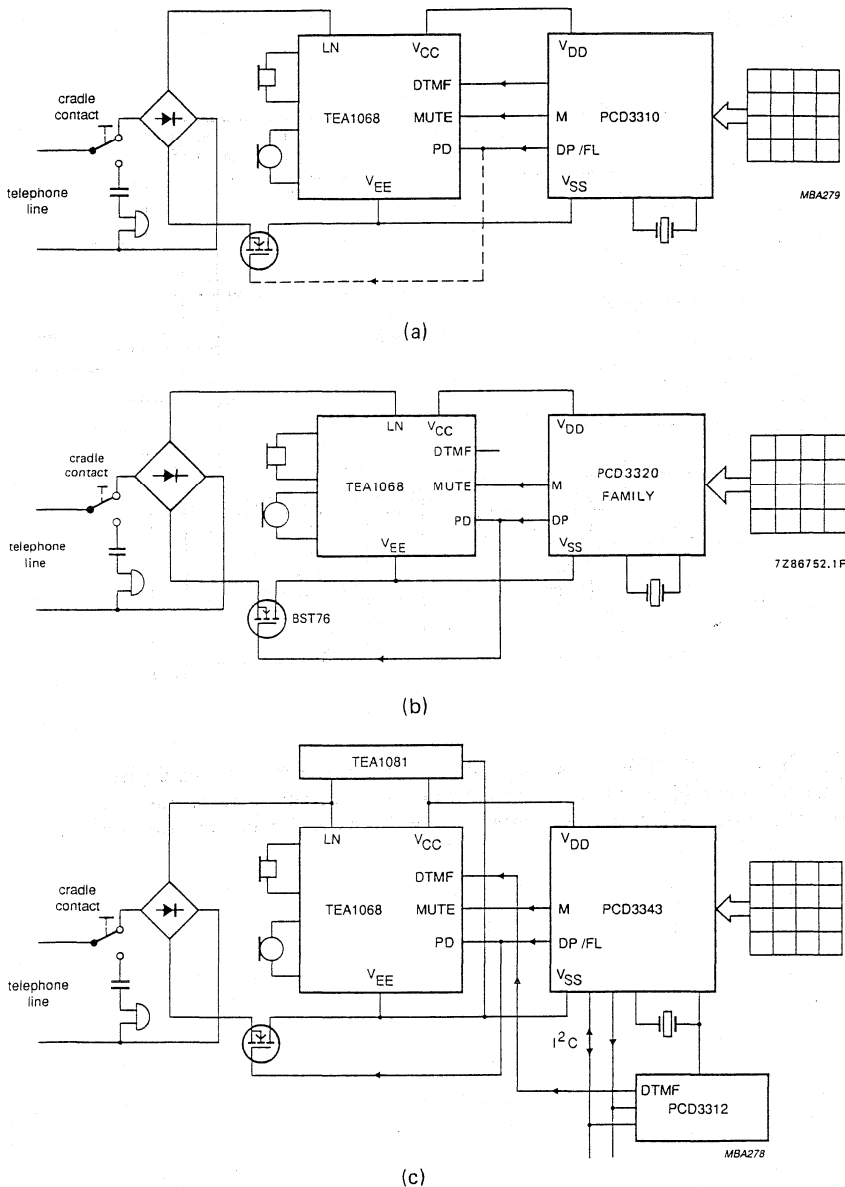 LN
VCC
VDD
DTMF
cradle
contact
TEA1068
MUTE
M
PCD3310
PD
DP /FL
telephone
line
VEE
VSS
MBA279
(a)
LN
VCC
VDD
DTMF
cradle
contact
TEA1068
MUTE
M
PCD3320
FAMILY
PD
DP
telephone
line
VEE
VSS
7Z86752.1P
BST76
(b)
TEA1081
LN
VCC
VDD
DTMF
cradle
contact
TEA1068
MUTE
M
PCD3343
PD
DP /FL
telephone
line
VEE
VSS
I²C
DTMF
PCD3312
MBA278
(c)